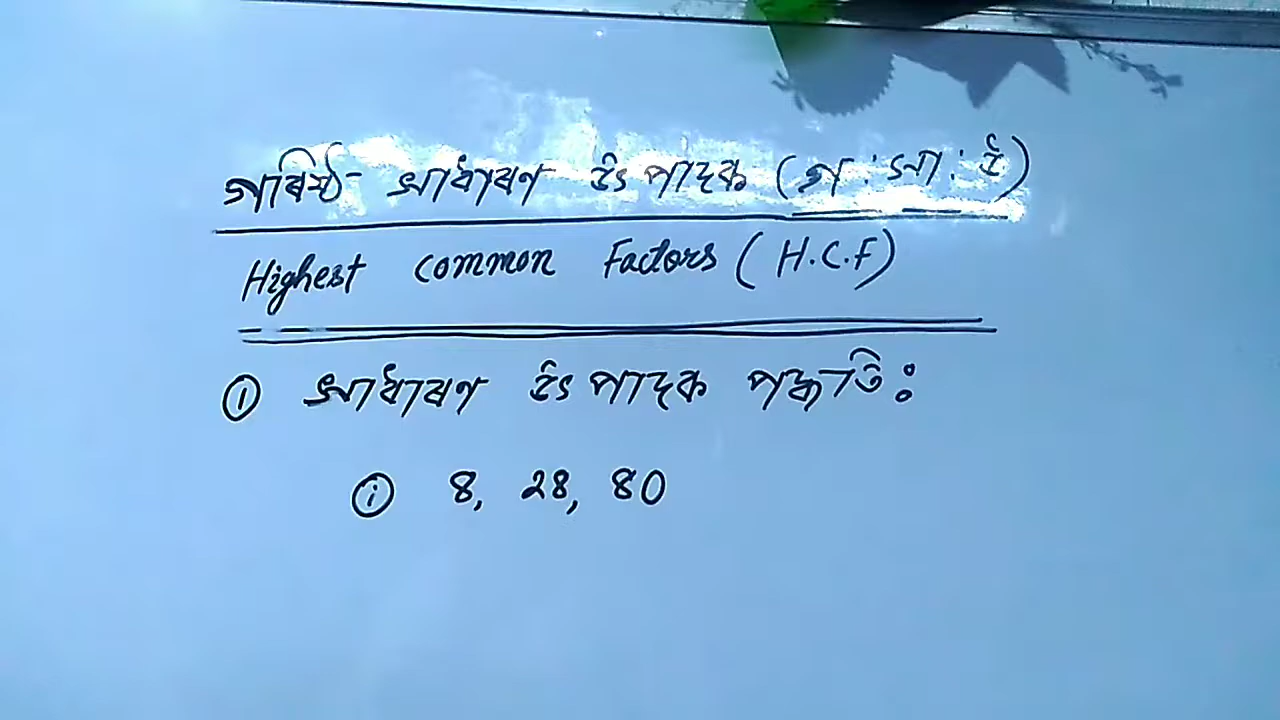 গৰিষ্ঠ সাধাৰণ উৎপাদক (গ : সা : উ)
Highest common Factors (H.C.F)
① সাধাৰণ উৎপাদক পদ্ধতি :
ⓘ 8, 28, 80